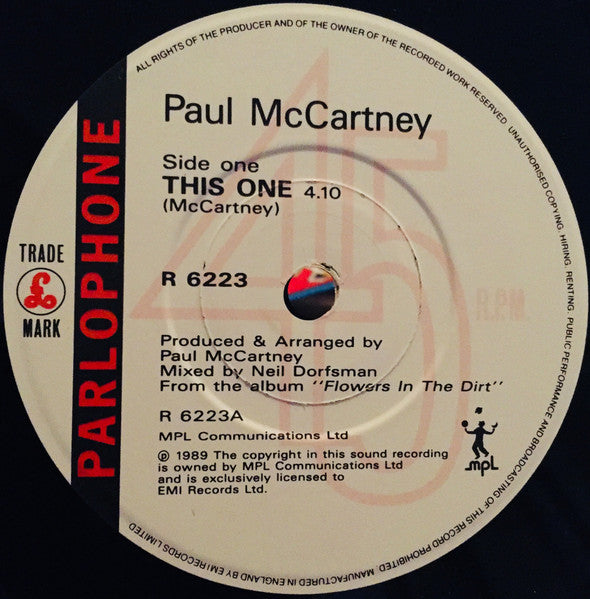 ALL RIGHTS OF THE PRODUCER AND OF THE OWNER OF THE RECORDED WORK RESERVED. UNAUTHORISED COPYING. HIRING. RENTING. PUBLIC PERFORMANCE AND BROADCASTING OF THIS RECORD PROHIBITED. MANUFACTURED IN ENGLAND BY EMI RECORDS LIMITED
PARLOPHONE
TRADE
£
MARK
Paul McCartney
Side one
THIS ONE 4.10
(McCartney)
R 6223
45
R.P.M.
Produced & Arranged by
Paul McCartney
Mixed by Neil Dorfsman
From the album "Flowers In The Dirt"
R 6223A
MPL Communications Ltd
℗ 1989 The copyright in this sound recording
is owned by MPL Communications Ltd
and is exclusively licensed to
EMI Records Ltd.
mpL